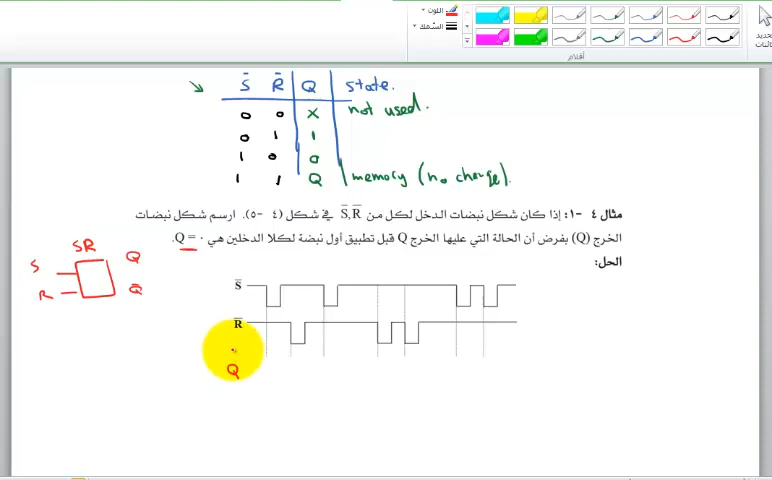 اللون
السُّمك
تحديد
أقلام
S̄ R̄ Q state.
0 0 X not used.
0 1 1
1 0 0
1 1 Q memory (no change).
مثال ٤ -١: إذا كان شكل نبضات الدخل لكل من S̄,R̄ في شكل (٤ -٥). ارسم شكل نبضات
الخرج (Q) بفرض أن الحالة التي عليها الخرج Q قبل تطبيق أول نبضة لكلا الدخلين هي Q = ٠.
الحل:
SR
S Q
R Q̄
S̄
R̄
Q